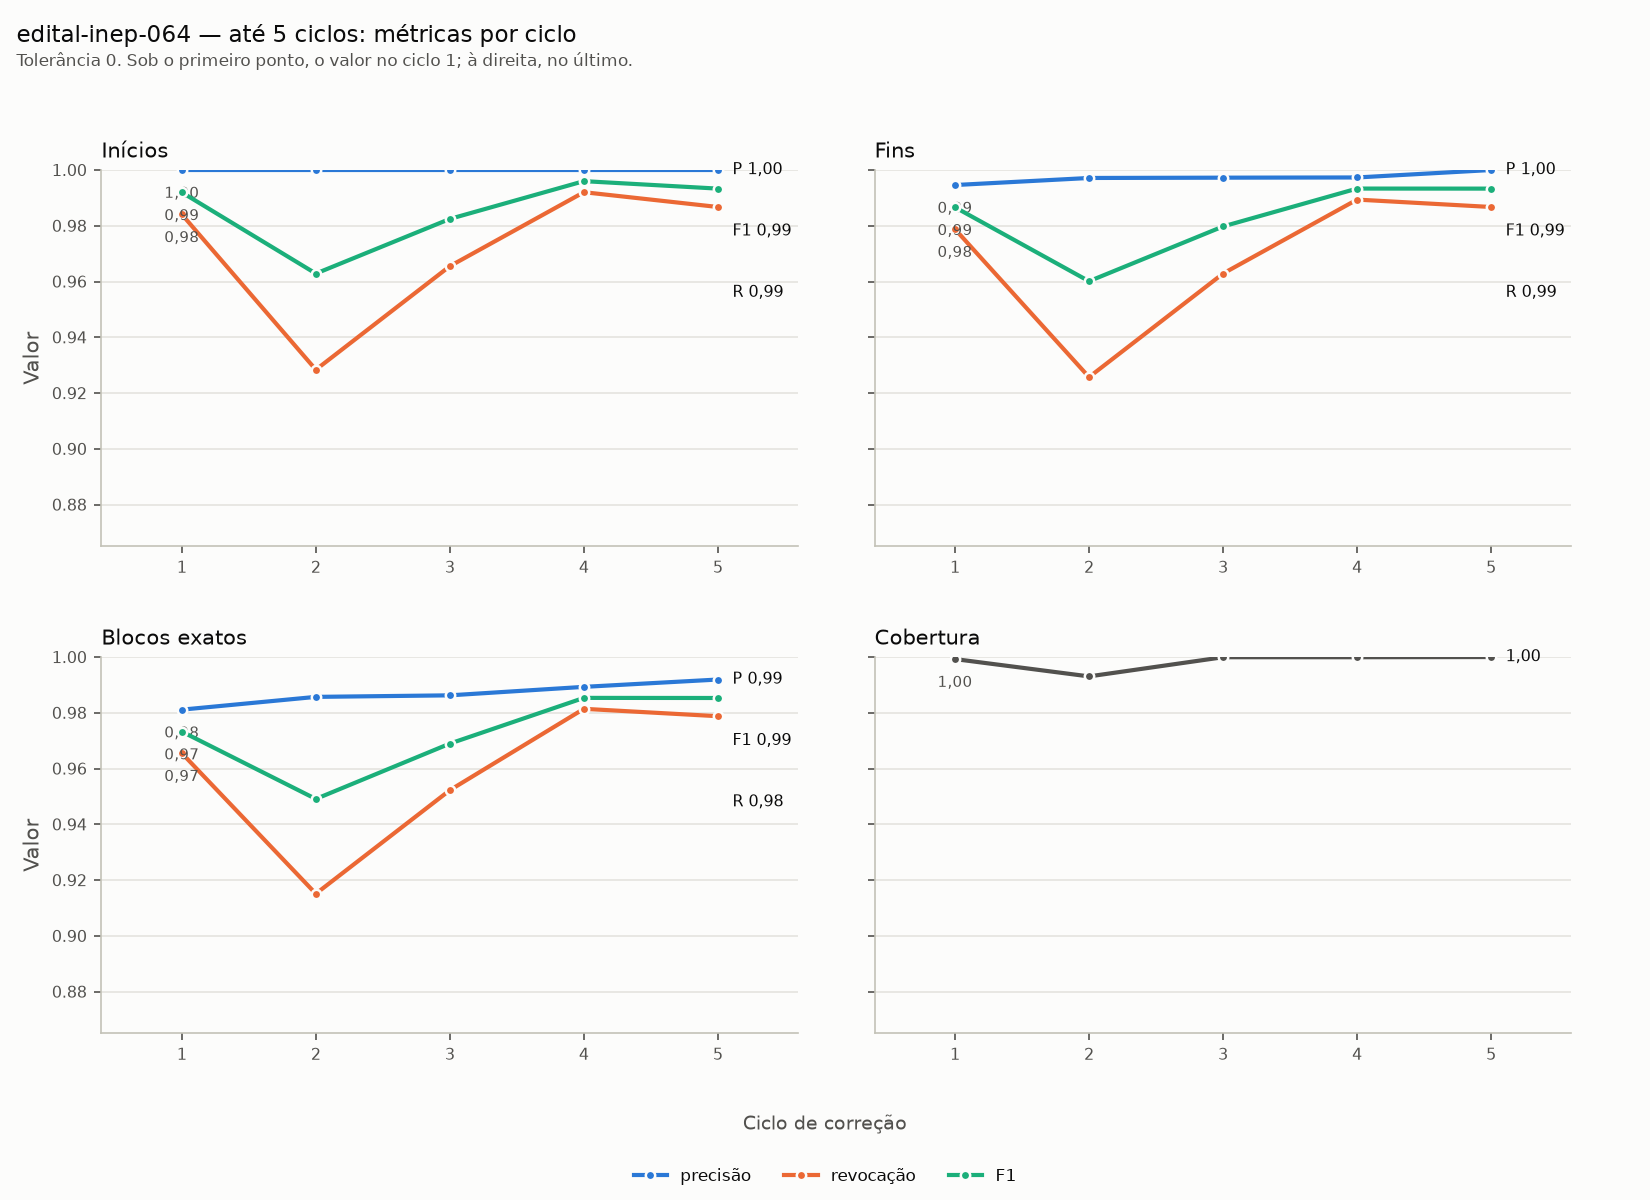 edital-inep-064 — até 5 ciclos: métricas por ciclo
Tolerância 0. Sob o primeiro ponto, o valor no ciclo 1; à direita, no último.
Inícios
1.00
0.98
0.96
0.94
0.92
0.90
0.88
Valor
0,99
0,98
P 1,00
F1 0,99
R 0,99
1
2
3
4
5
Fins
0,99
0,98
P 1,00
F1 0,99
R 0,99
1
2
3
4
5
Blocos exatos
1.00
0.98
0.96
0.94
0.92
0.90
0.88
Valor
0,97
0,97
P 0,99
F1 0,99
R 0,98
1
2
3
4
5
Cobertura
1,00
1,00
1
2
3
4
5
Ciclo de correção
precisão
revocação
F1